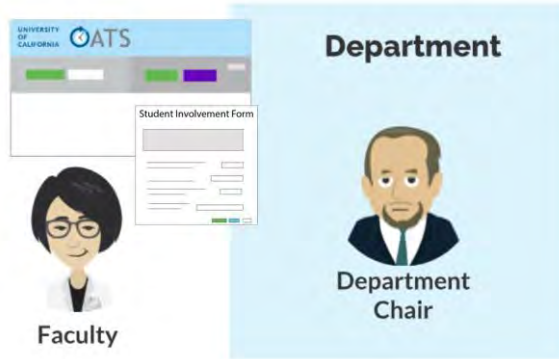 UNIVERSITY
OF
CALIFORNIA
OATS
Student Involvement Form
Faculty
Department
Department
Chair